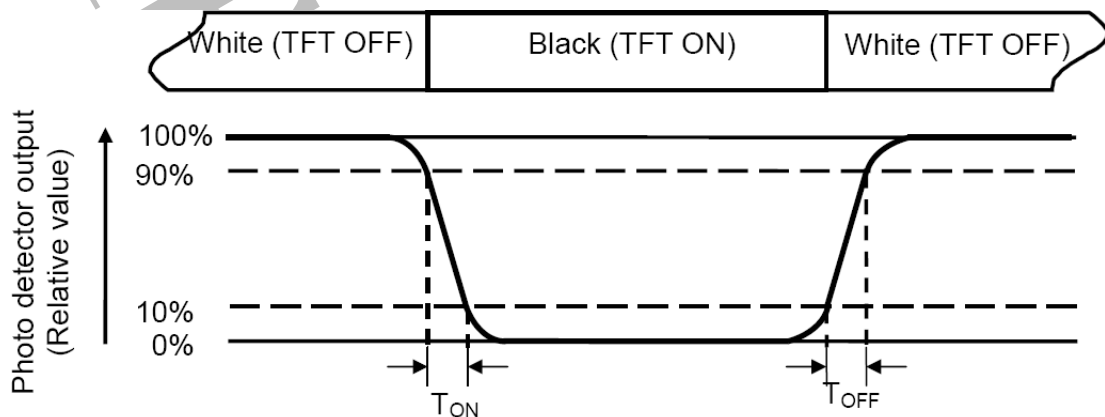 White (TFT OFF)
Black (TFT ON)
White (TFT OFF)
Photo detector output
(Relative value)
100%
90%
10%
0%
TON
TOFF